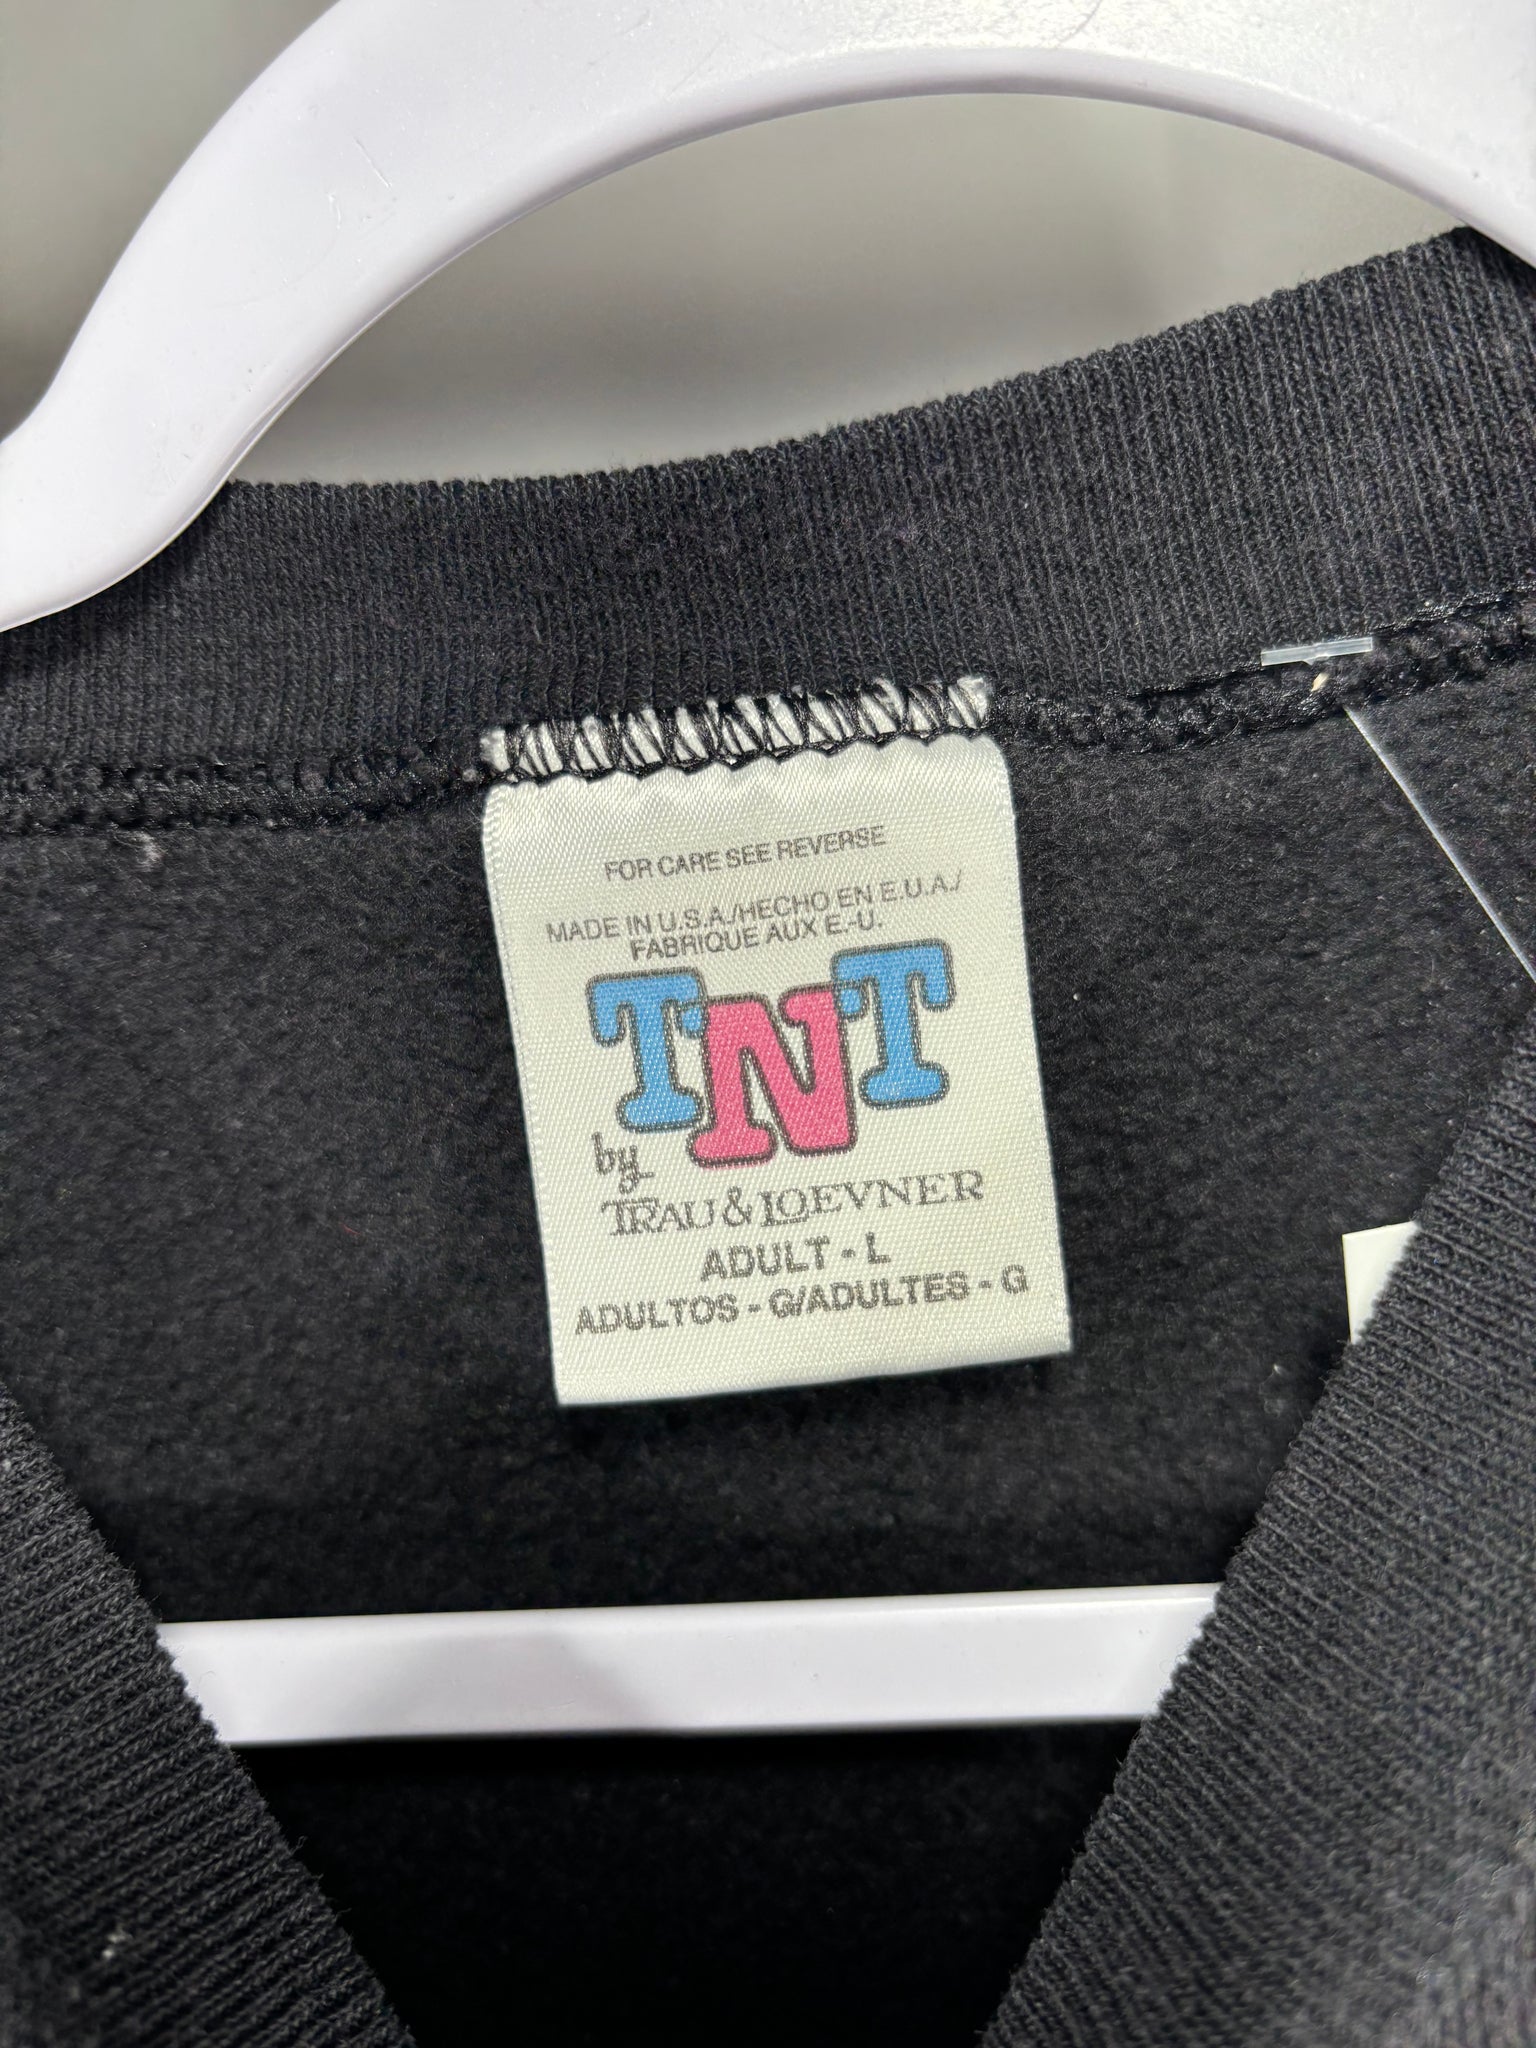 FOR CARE SEE REVERSE
MADE IN U.S.A./HECHO EN E.U.A./
FABRIQUE AUX E.-U.
TNT
by
TRAU & LOEVNER
ADULT - L
ADULTOS - G/ADULTES - G